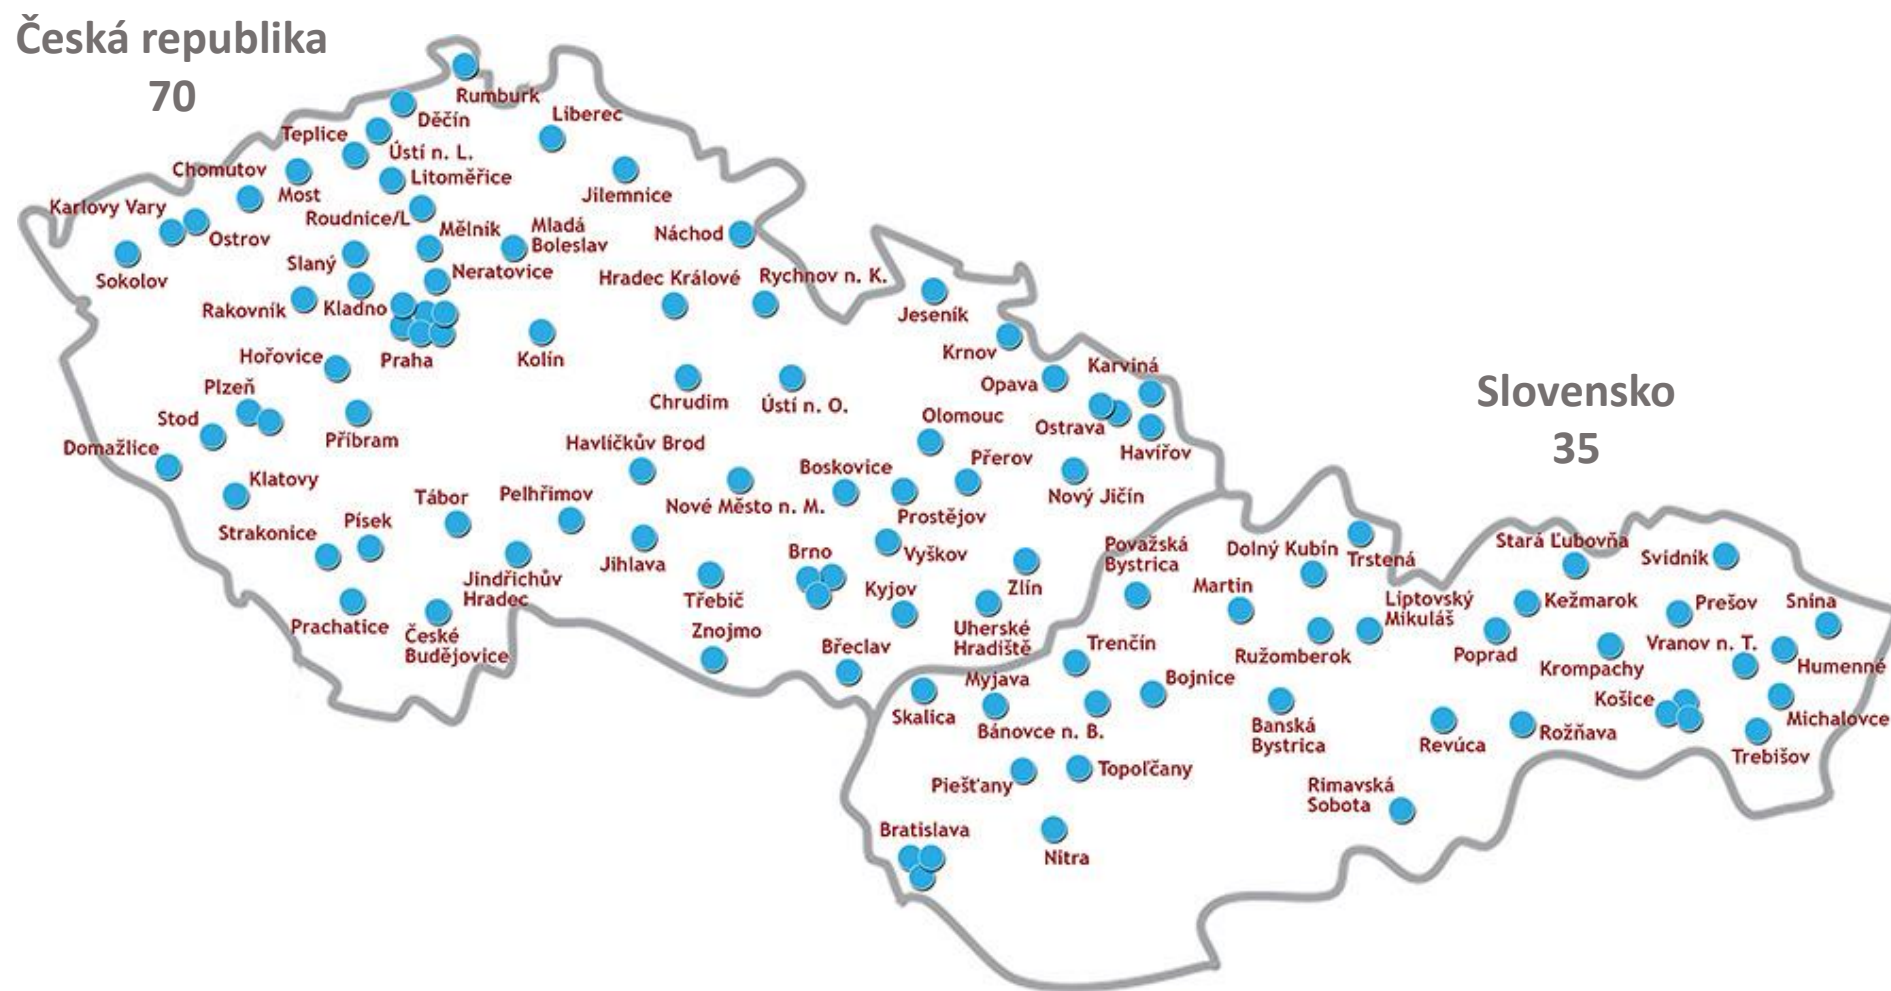 Česká republika
70
Rumburk
Děčín
Liberec
Teplice
Ústí n. L.
Chomutov
Most
Litoměřice
Jilemnice
Karlovy Vary
Ostrov
Roudnice/L
Mělník
Mladá
Boleslav
Náchod
Sokolov
Slaný
Neratovice
Hradec Králové
Rychnov n. K.
Rakovník
Kladno
Jeseník
Praha
Kolín
Krnov
Hořovice
Karviná
Plzeň
Opava
Chrudim
Ústí n. O.
Slovensko
35
Stod
Příbram
Olomouc
Ostrava
Havířov
Domažlice
Havlíčkův Brod
Přerov
Klatovy
Boskovice
Nový Jičín
Tábor
Pelhřimov
Nové Město n. M.
Prostějov
Strakonice
Písek
Brno
Vyškov
Jihlava
Jindřichův
Hradec
Třebíč
Kyjov
Zlín
Považská
Bystrica
Dolný Kubín
Trstená
Stará Ľubovňa
Svidník
Martin
Liptovský
Mikuláš
Kežmarok
Prešov
Snina
Prachatice
České
Budějovice
Znojmo
Břeclav
Uherské
Hradiště
Trenčín
Ružomberok
Poprad
Krompachy
Vranov n. T.
Humenné
Skalica
Myjava
Bojnice
Košice
Bánovce n. B.
Banská
Bystrica
Revúca
Rožňava
Michalovce
Trebišov
Piešťany
Topoľčany
Rimavská
Sobota
Bratislava
Nitra